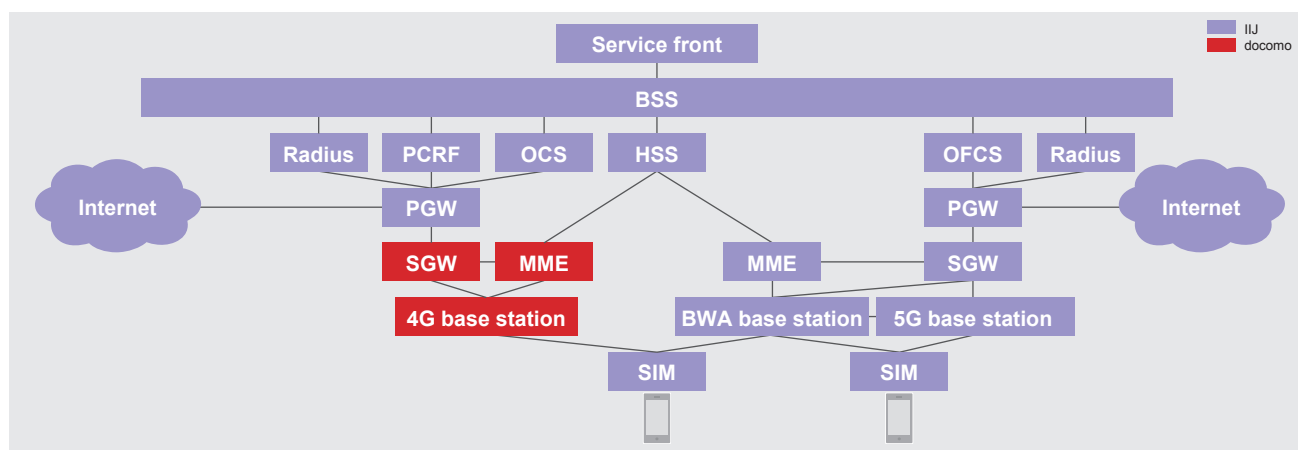 Service front
IIJ
docomo
BSS
Radius PCRF OCS HSS OFCS Radius
Internet PGW PGW Internet
SGW MME MME SGW
4G base station BWA base station 5G base station
SIM SIM